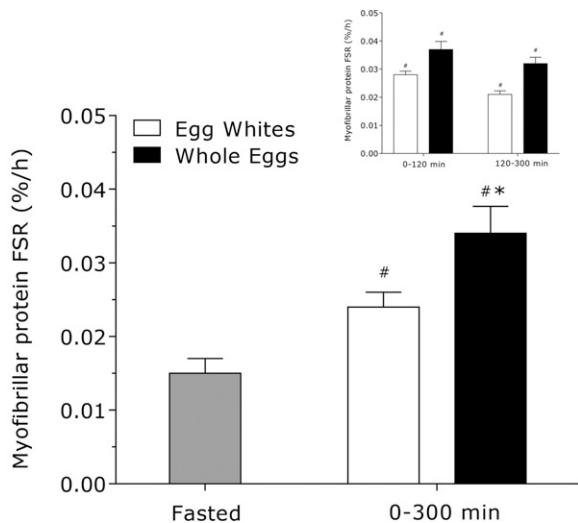 Myofibrillar protein FSR (%/h)
0.05
0.04
0.03
0.02
0.01
0.00
Egg Whites
Whole Eggs
#
#*
Fasted
0-300 min
Myofibrillar protein FSR (%/h)
0.05
0.04
0.03
0.02
0.01
0.00
#
#
#
#
0-120 min
120-300 min